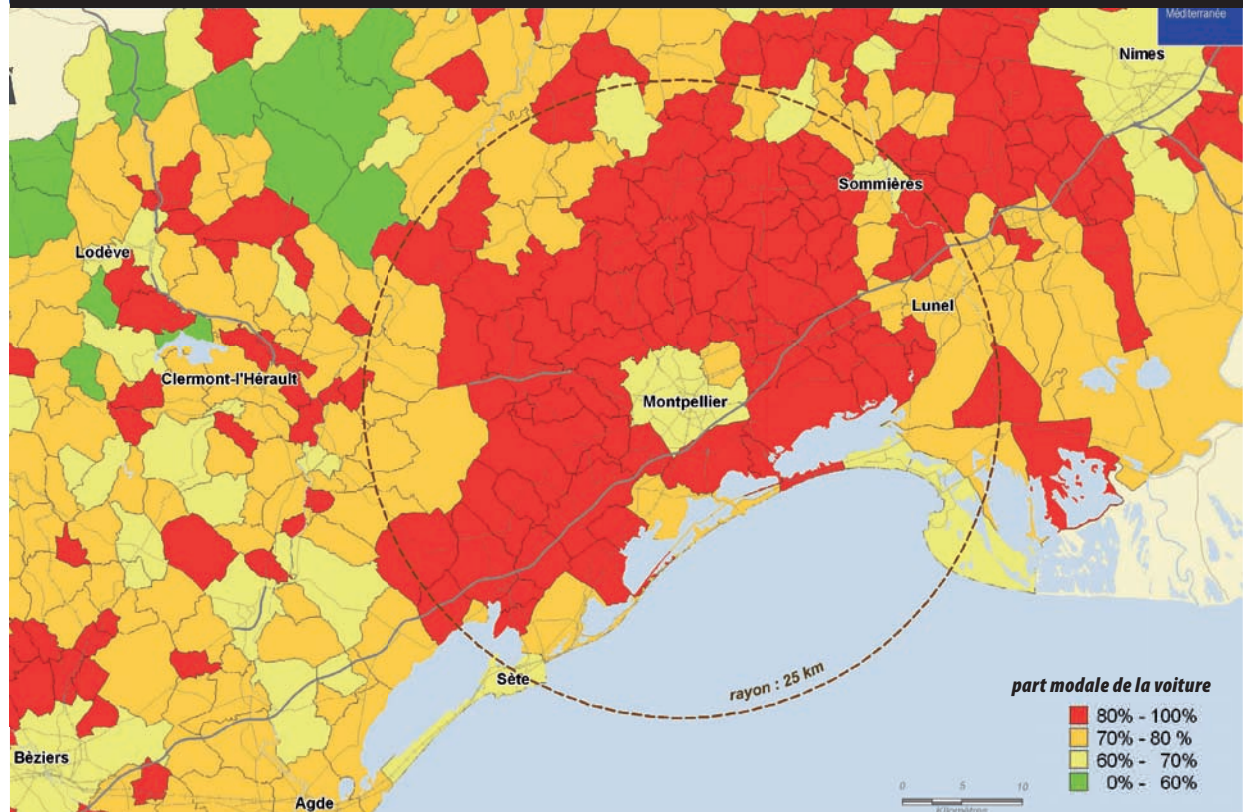 Méditerranée
Nimes
Sommières
Lodève
Lunel
Clermont-l'Hérault
Montpellier
rayon : 25 km
Sète
part modale de la voiture
80% - 100%
70% - 80 %
60% - 70%
0% - 60%
Bèziers
Agde
0 5 10
Kilomètres